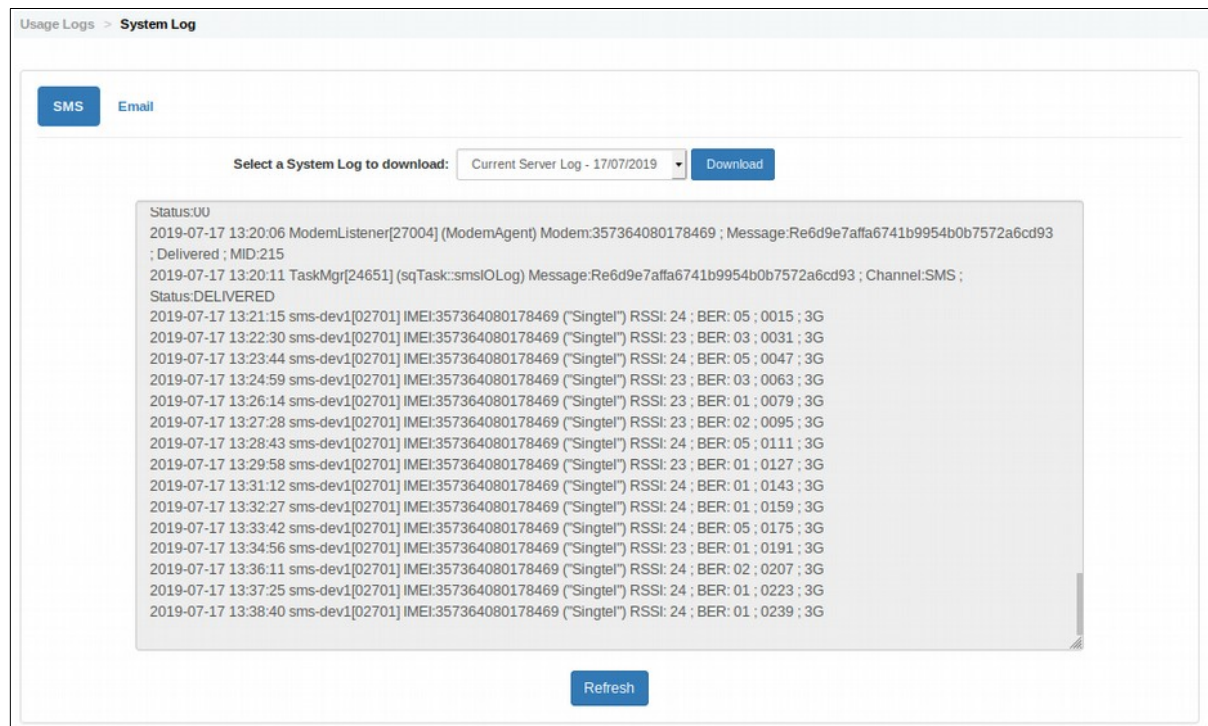 Usage Logs > System Log
SMS Email
Select a System Log to download: Current Server Log - 17/07/2019 Download
Status:00
2019-07-17 13:20:06 ModemListener[27004] (ModemAgent) Modem:357364080178469 ; Message:Re6d9e7affa6741b9954b0b7572a6cd93
; Delivered ; MID:215
2019-07-17 13:20:11 TaskMgr[24651] (sqTask::smsIOLog) Message:Re6d9e7affa6741b9954b0b7572a6cd93 ; Channel:SMS ;
Status:DELIVERED
2019-07-17 13:21:15 sms-dev1[02701] IMEI:357364080178469 ("Singtel") RSSI: 24 ; BER: 05 ; 0015 ; 3G
2019-07-17 13:22:30 sms-dev1[02701] IMEI:357364080178469 ("Singtel") RSSI: 23 ; BER: 03 ; 0031 ; 3G
2019-07-17 13:23:44 sms-dev1[02701] IMEI:357364080178469 ("Singtel") RSSI: 24 ; BER: 05 ; 0047 ; 3G
2019-07-17 13:24:59 sms-dev1[02701] IMEI:357364080178469 ("Singtel") RSSI: 23 ; BER: 03 ; 0063 ; 3G
2019-07-17 13:26:14 sms-dev1[02701] IMEI:357364080178469 ("Singtel") RSSI: 23 ; BER: 01 ; 0079 ; 3G
2019-07-17 13:27:28 sms-dev1[02701] IMEI:357364080178469 ("Singtel") RSSI: 23 ; BER: 02 ; 0095 ; 3G
2019-07-17 13:28:43 sms-dev1[02701] IMEI:357364080178469 ("Singtel") RSSI: 24 ; BER: 05 ; 0111 ; 3G
2019-07-17 13:29:58 sms-dev1[02701] IMEI:357364080178469 ("Singtel") RSSI: 23 ; BER: 01 ; 0127 ; 3G
2019-07-17 13:31:12 sms-dev1[02701] IMEI:357364080178469 ("Singtel") RSSI: 24 ; BER: 01 ; 0143 ; 3G
2019-07-17 13:32:27 sms-dev1[02701] IMEI:357364080178469 ("Singtel") RSSI: 24 ; BER: 01 ; 0159 ; 3G
2019-07-17 13:33:42 sms-dev1[02701] IMEI:357364080178469 ("Singtel") RSSI: 24 ; BER: 05 ; 0175 ; 3G
2019-07-17 13:34:56 sms-dev1[02701] IMEI:357364080178469 ("Singtel") RSSI: 23 ; BER: 01 ; 0191 ; 3G
2019-07-17 13:36:11 sms-dev1[02701] IMEI:357364080178469 ("Singtel") RSSI: 24 ; BER: 02 ; 0207 ; 3G
2019-07-17 13:37:25 sms-dev1[02701] IMEI:357364080178469 ("Singtel") RSSI: 24 ; BER: 01 ; 0223 ; 3G
2019-07-17 13:38:40 sms-dev1[02701] IMEI:357364080178469 ("Singtel") RSSI: 24 ; BER: 01 ; 0239 ; 3G
Refresh